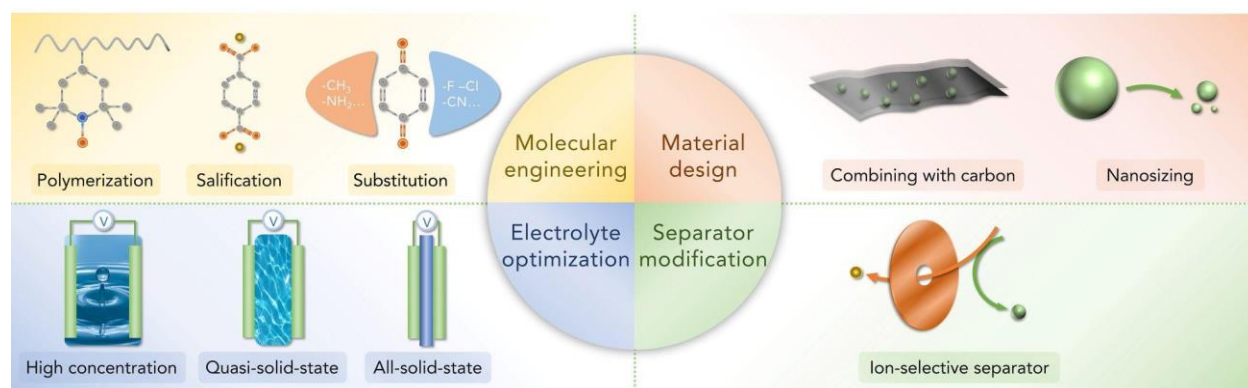 -CH3
-NH2...
-F -Cl
-CN...
Polymerization
Salification
Substitution
Molecular
engineering
Material
design
Combining with carbon
Nanosizing
V
V
V
Electrolyte
optimization
Separator
modification
High concentration
Quasi-solid-state
All-solid-state
Ion-selective separator